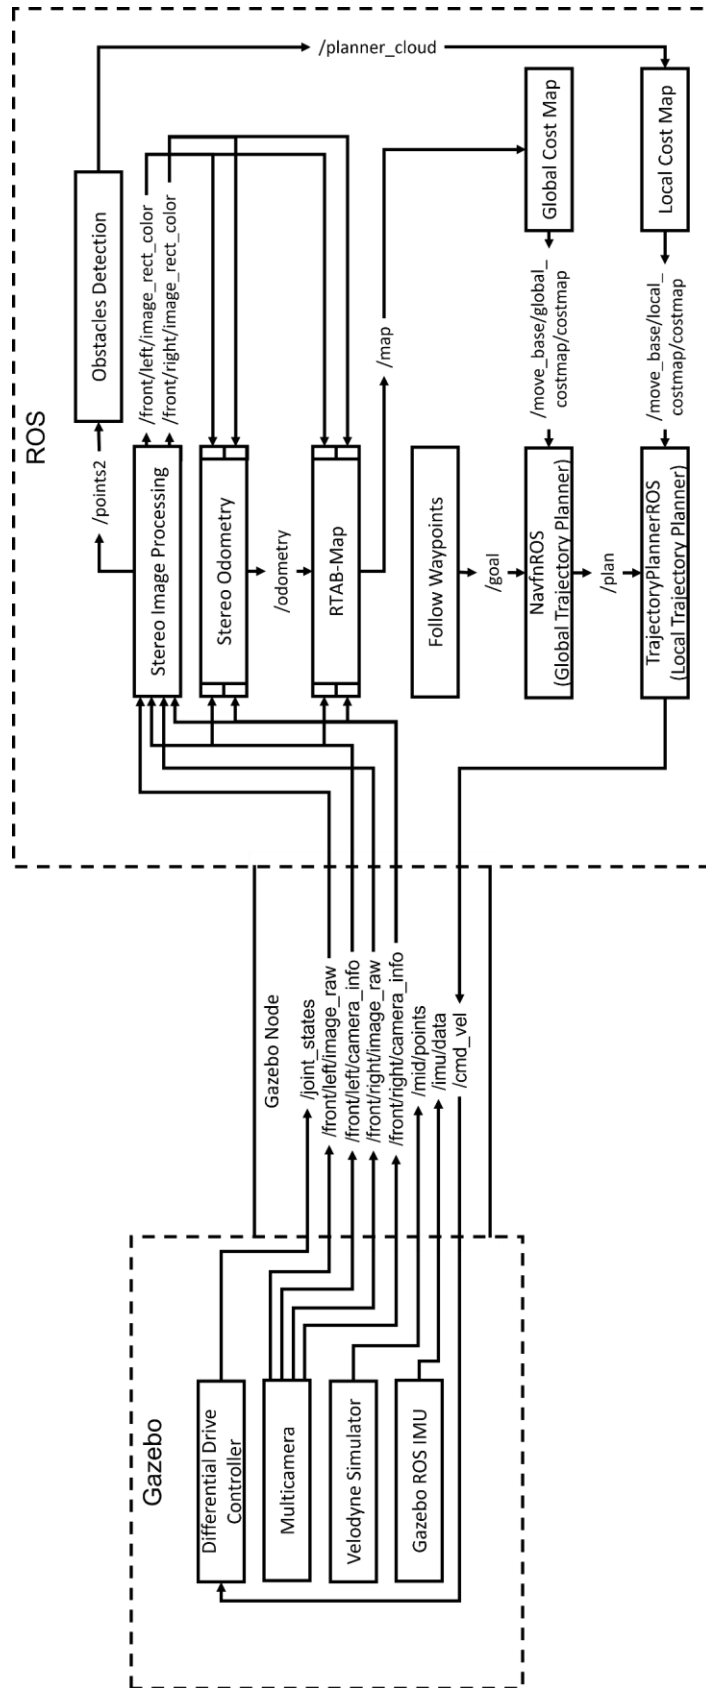 Gazebo
Differential Drive
Controller
Multicamera
Velodyne Simulator
Gazebo ROS IMU
Gazebo Node
/joint_states
/front/left/image_raw
/front/left/camera_info
/front/right/image_raw
/front/right/camera_info
/mid/points
/imu/data
/cmd_vel
ROS
/points2
Obstacles Detection
/planner_cloud
Stereo Image Processing
/front/left/image_rect_color
/front/right/image_rect_color
Stereo Odometry
/odometry
RTAB-Map
/map
Follow Waypoints
/goal
NavfnROS
(Global Trajectory Planner)
/move_base/global_
costmap/costmap
Global Cost Map
/plan
TrajectoryPlannerROS
(Local Trajectory Planner)
/move_base/local_
costmap/costmap
Local Cost Map